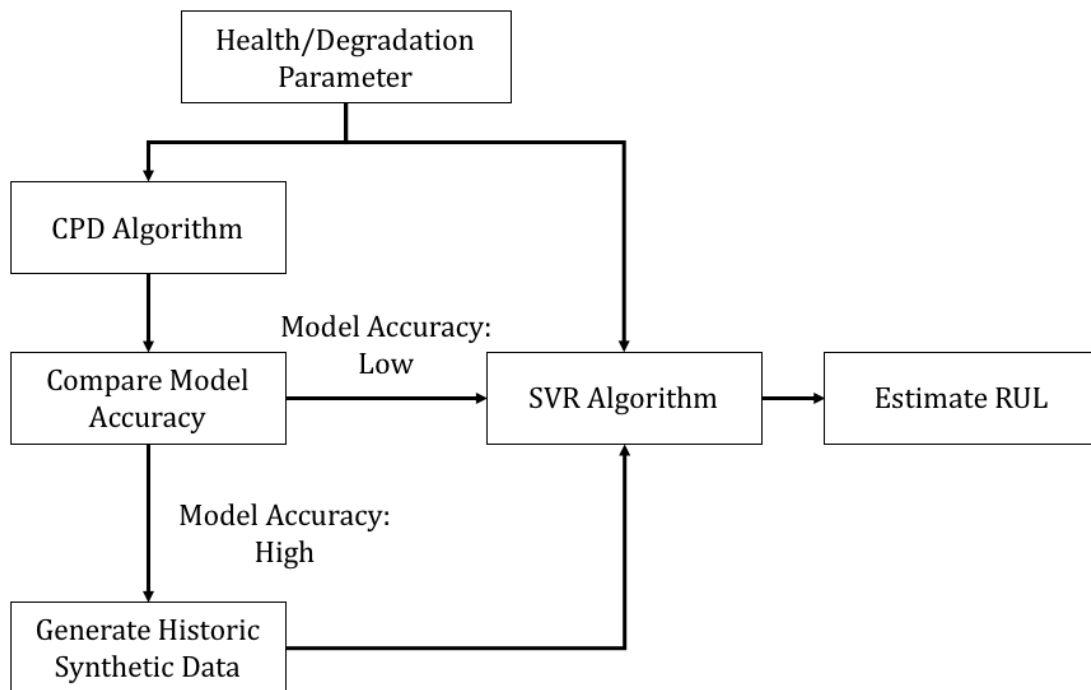 Health/Degradation
Parameter
CPD Algorithm
Model Accuracy:
Low
Compare Model
Accuracy
SVR Algorithm
Estimate RUL
Model Accuracy:
High
Generate Historic
Synthetic Data